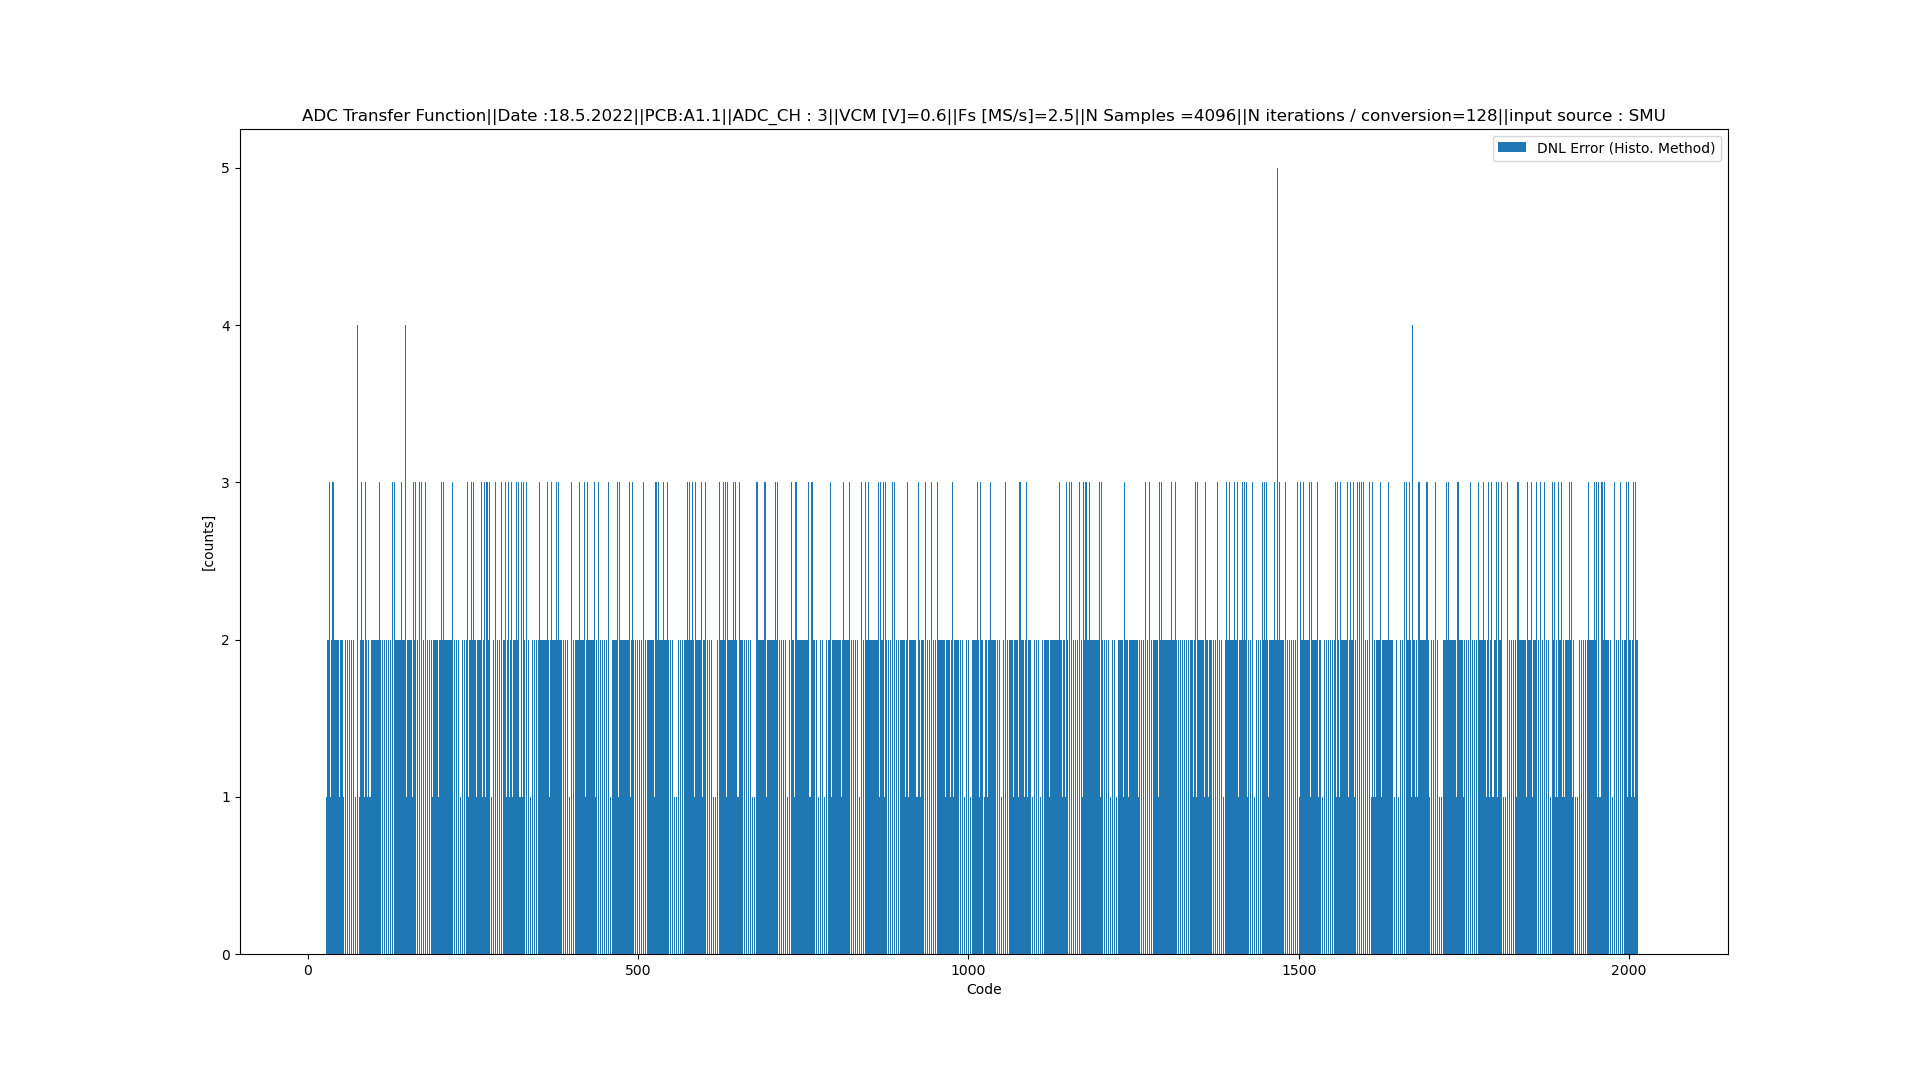 ADC Transfer Function||Date :18.5.2022||PCB:A1.1||ADC_CH : 3||VCM [V]=0.6||Fs [MS/s]=2.5||N Samples =4096||N iterations / conversion=128||input source : SMU
DNL Error (Histo. Method)
5
4
3
2
1
0
[counts]
0 500 1000 1500 2000
Code